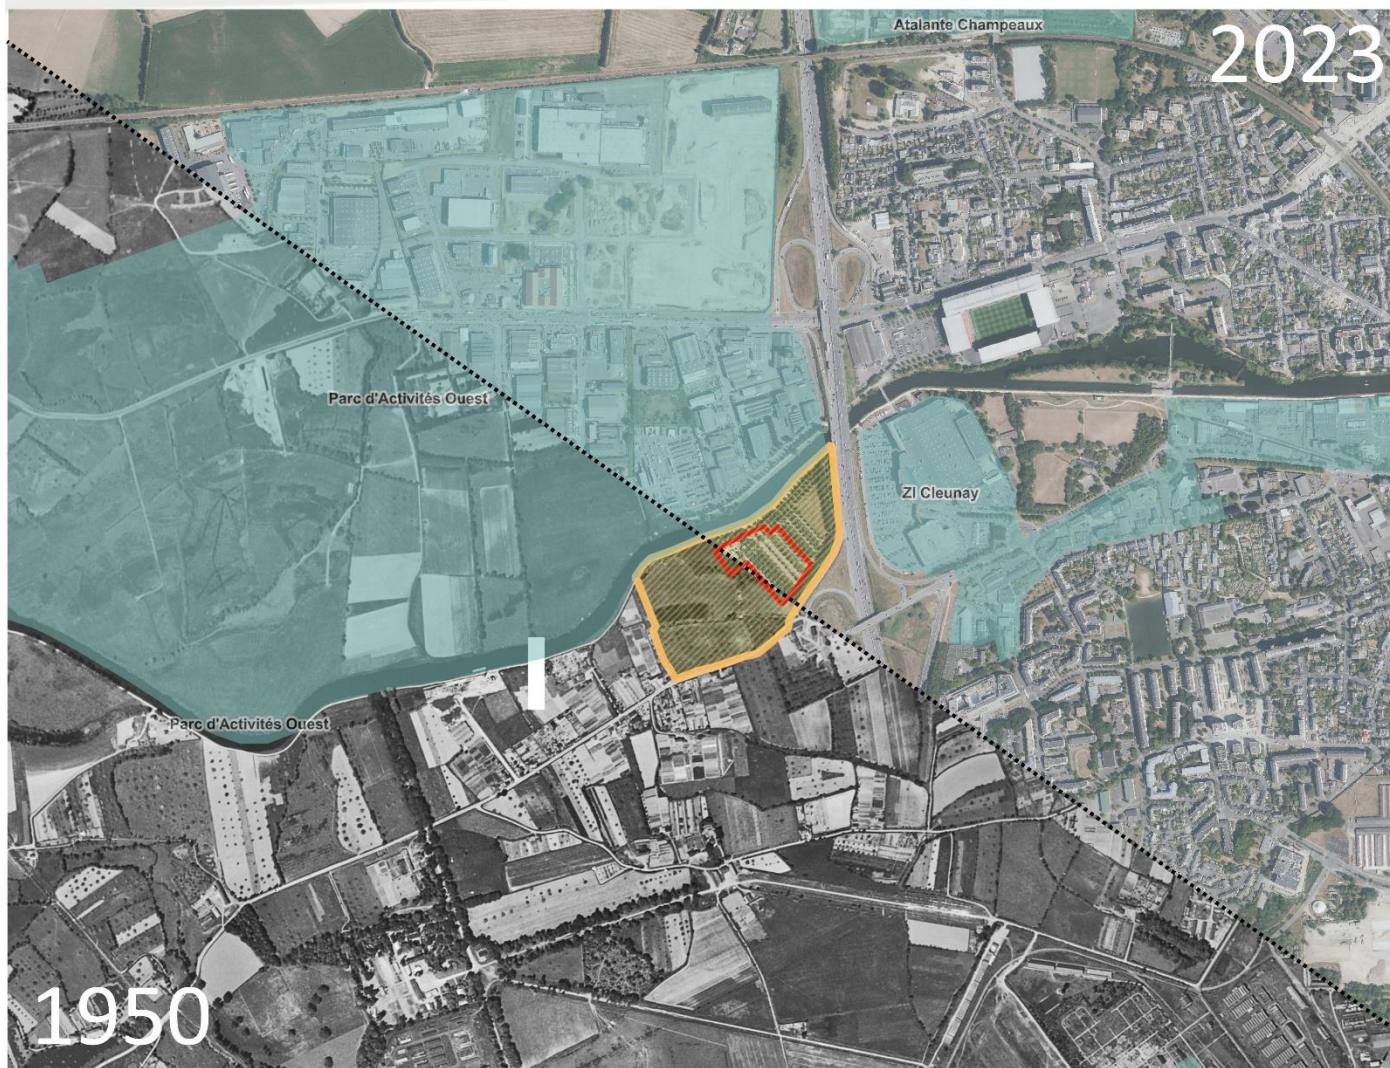 Atalante Champeaux
2023
Parc d'Activités Ouest
ZI Cleunay
Parc d'Activités Ouest
1950